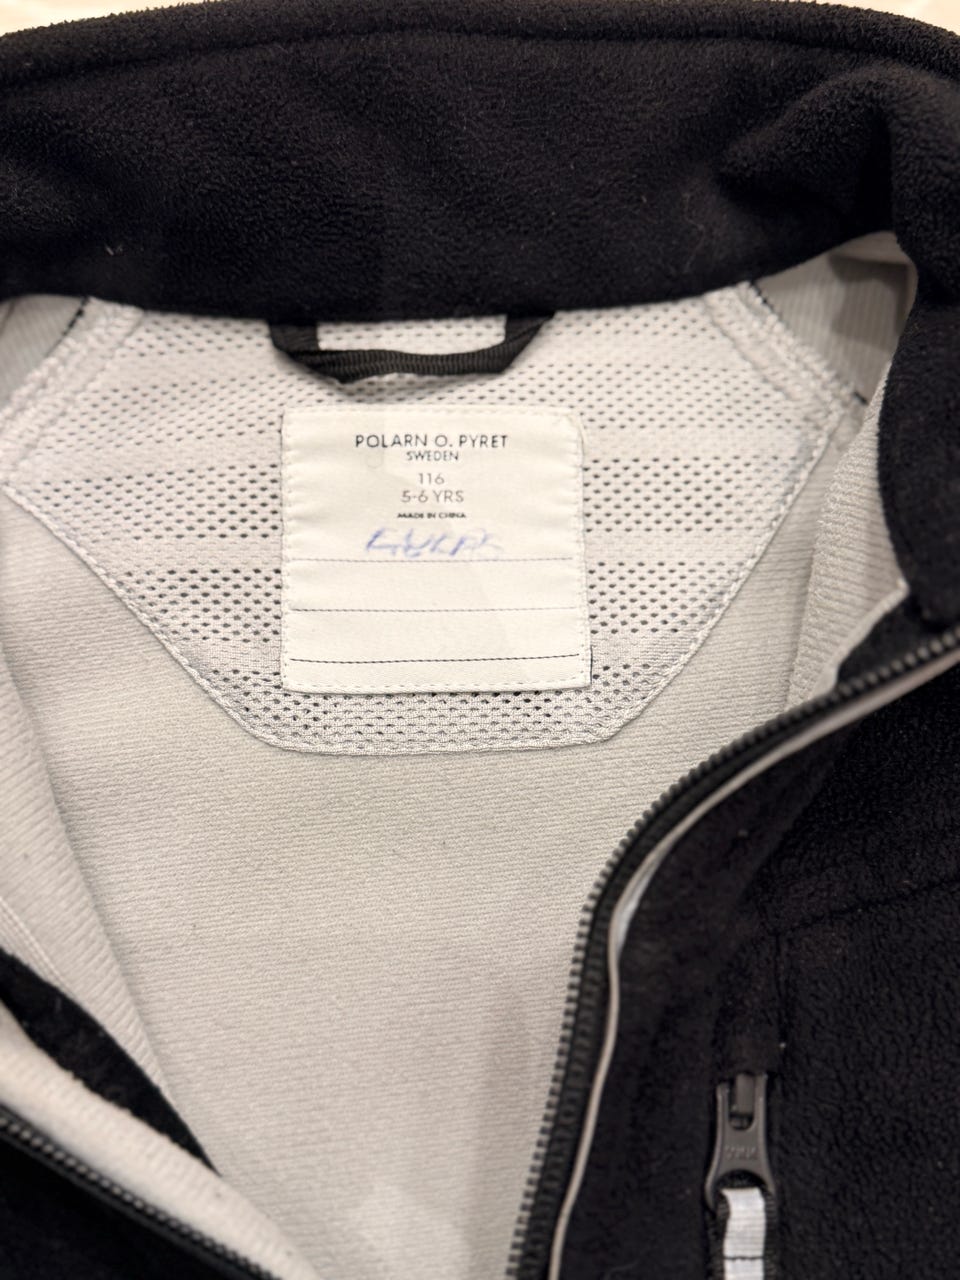 POLARN O. PYRET
SWEDEN
116
5-6 YRS
MADE IN CHINA